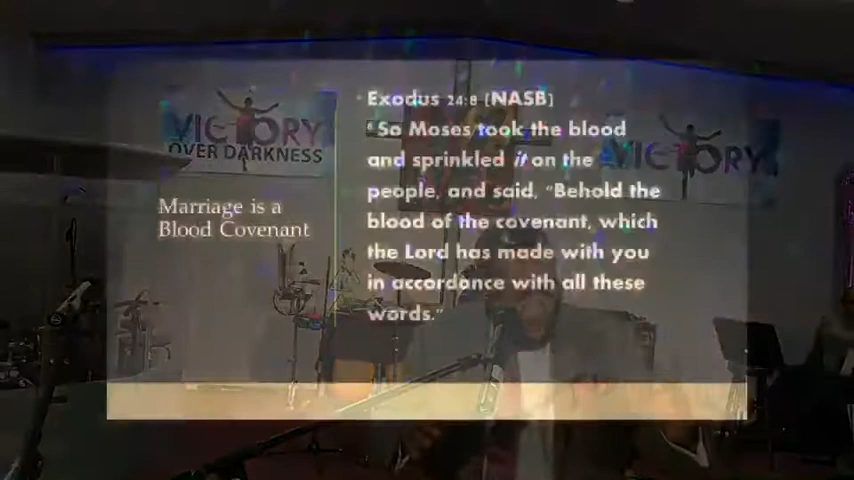 VICTORY
OVER DARKNESS
Marriage is a
Blood Covenant
Exodus 24:8 [NASB]
8 So Moses took the blood
and sprinkled it on the
people, and said, "Behold the
blood of the covenant, which
the Lord has made with you
in accordance with all these
words."
VICTORY